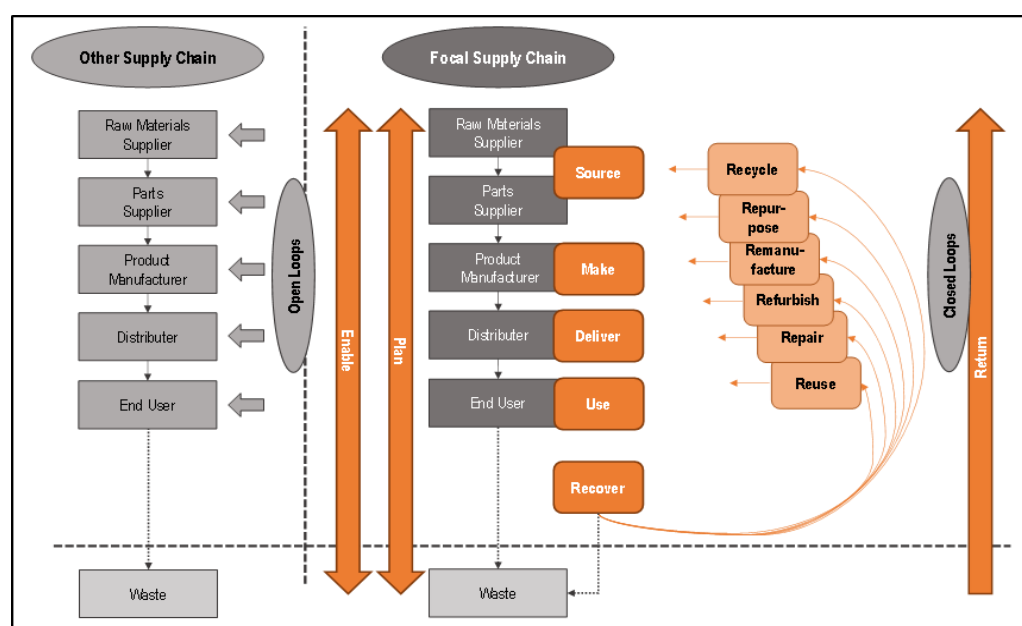 Other Supply Chain
Focal Supply Chain
Raw Materials
Supplier
Parts
Supplier
Product
Manufacturer
Distributer
End User
Waste
Open Loops
Enable
Plan
Raw Materials
Supplier
Parts
Supplier
Product
Manufacturer
Distributer
End User
Waste
Source
Make
Deliver
Use
Recover
Recycle
Repur-
pose
Remanu-
facture
Refurbish
Repair
Reuse
Closed Loops
Return